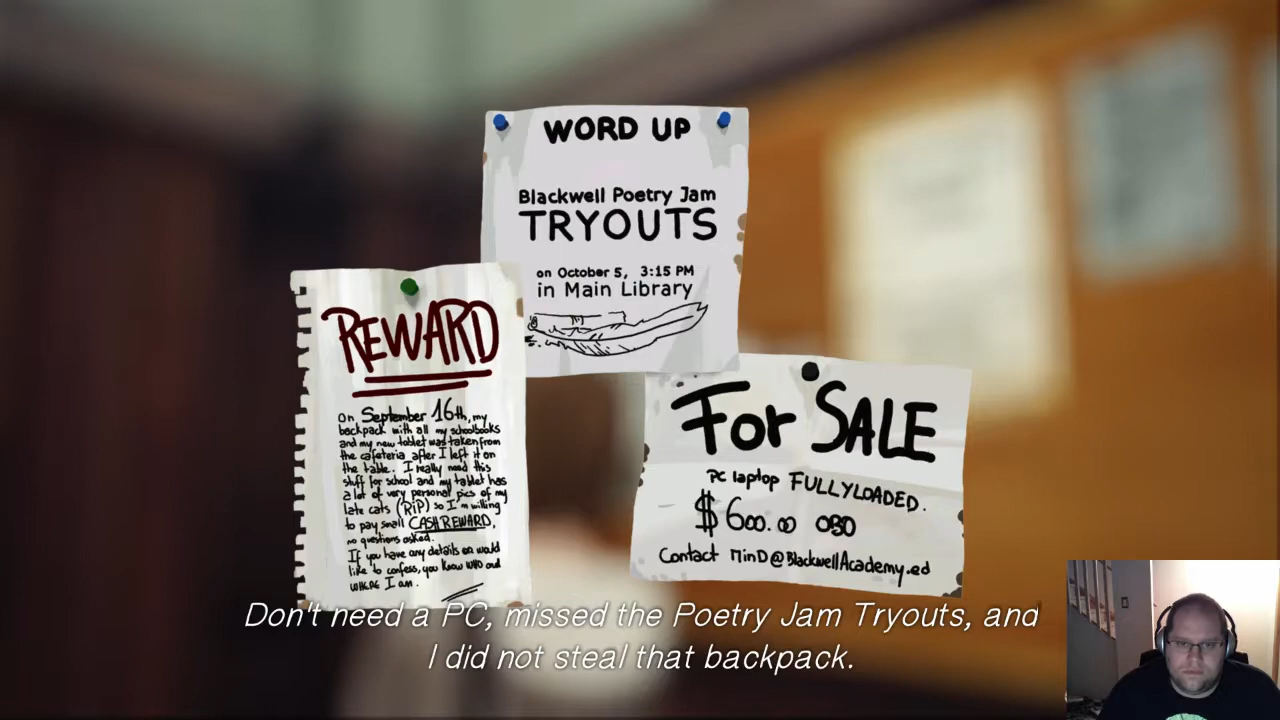 WORD UP
Blackwell Poetry Jam
TRYOUTS
on October 5, 3:15 PM
in Main Library
REWARD
On September 16th, my
backpack with all my schoolbooks
and my new tablet was taken from
the cafeteria after I left it on
the table. I really need this
stuff for school and my tablet has
a lot of very personal pics of my
late cats (RIP) so I'm willing
to pay small CASH REWARD,
no questions asked.
If you have any details or would
like to confess, you know WHO and
WHERE I am.
For SALE
PC laptop FULLY LOADED.
$600.00 OBO
Contact MinD@BlackwellAcademy.ed
Don't need a PC, missed the Poetry Jam Tryouts, and
I did not steal that backpack.